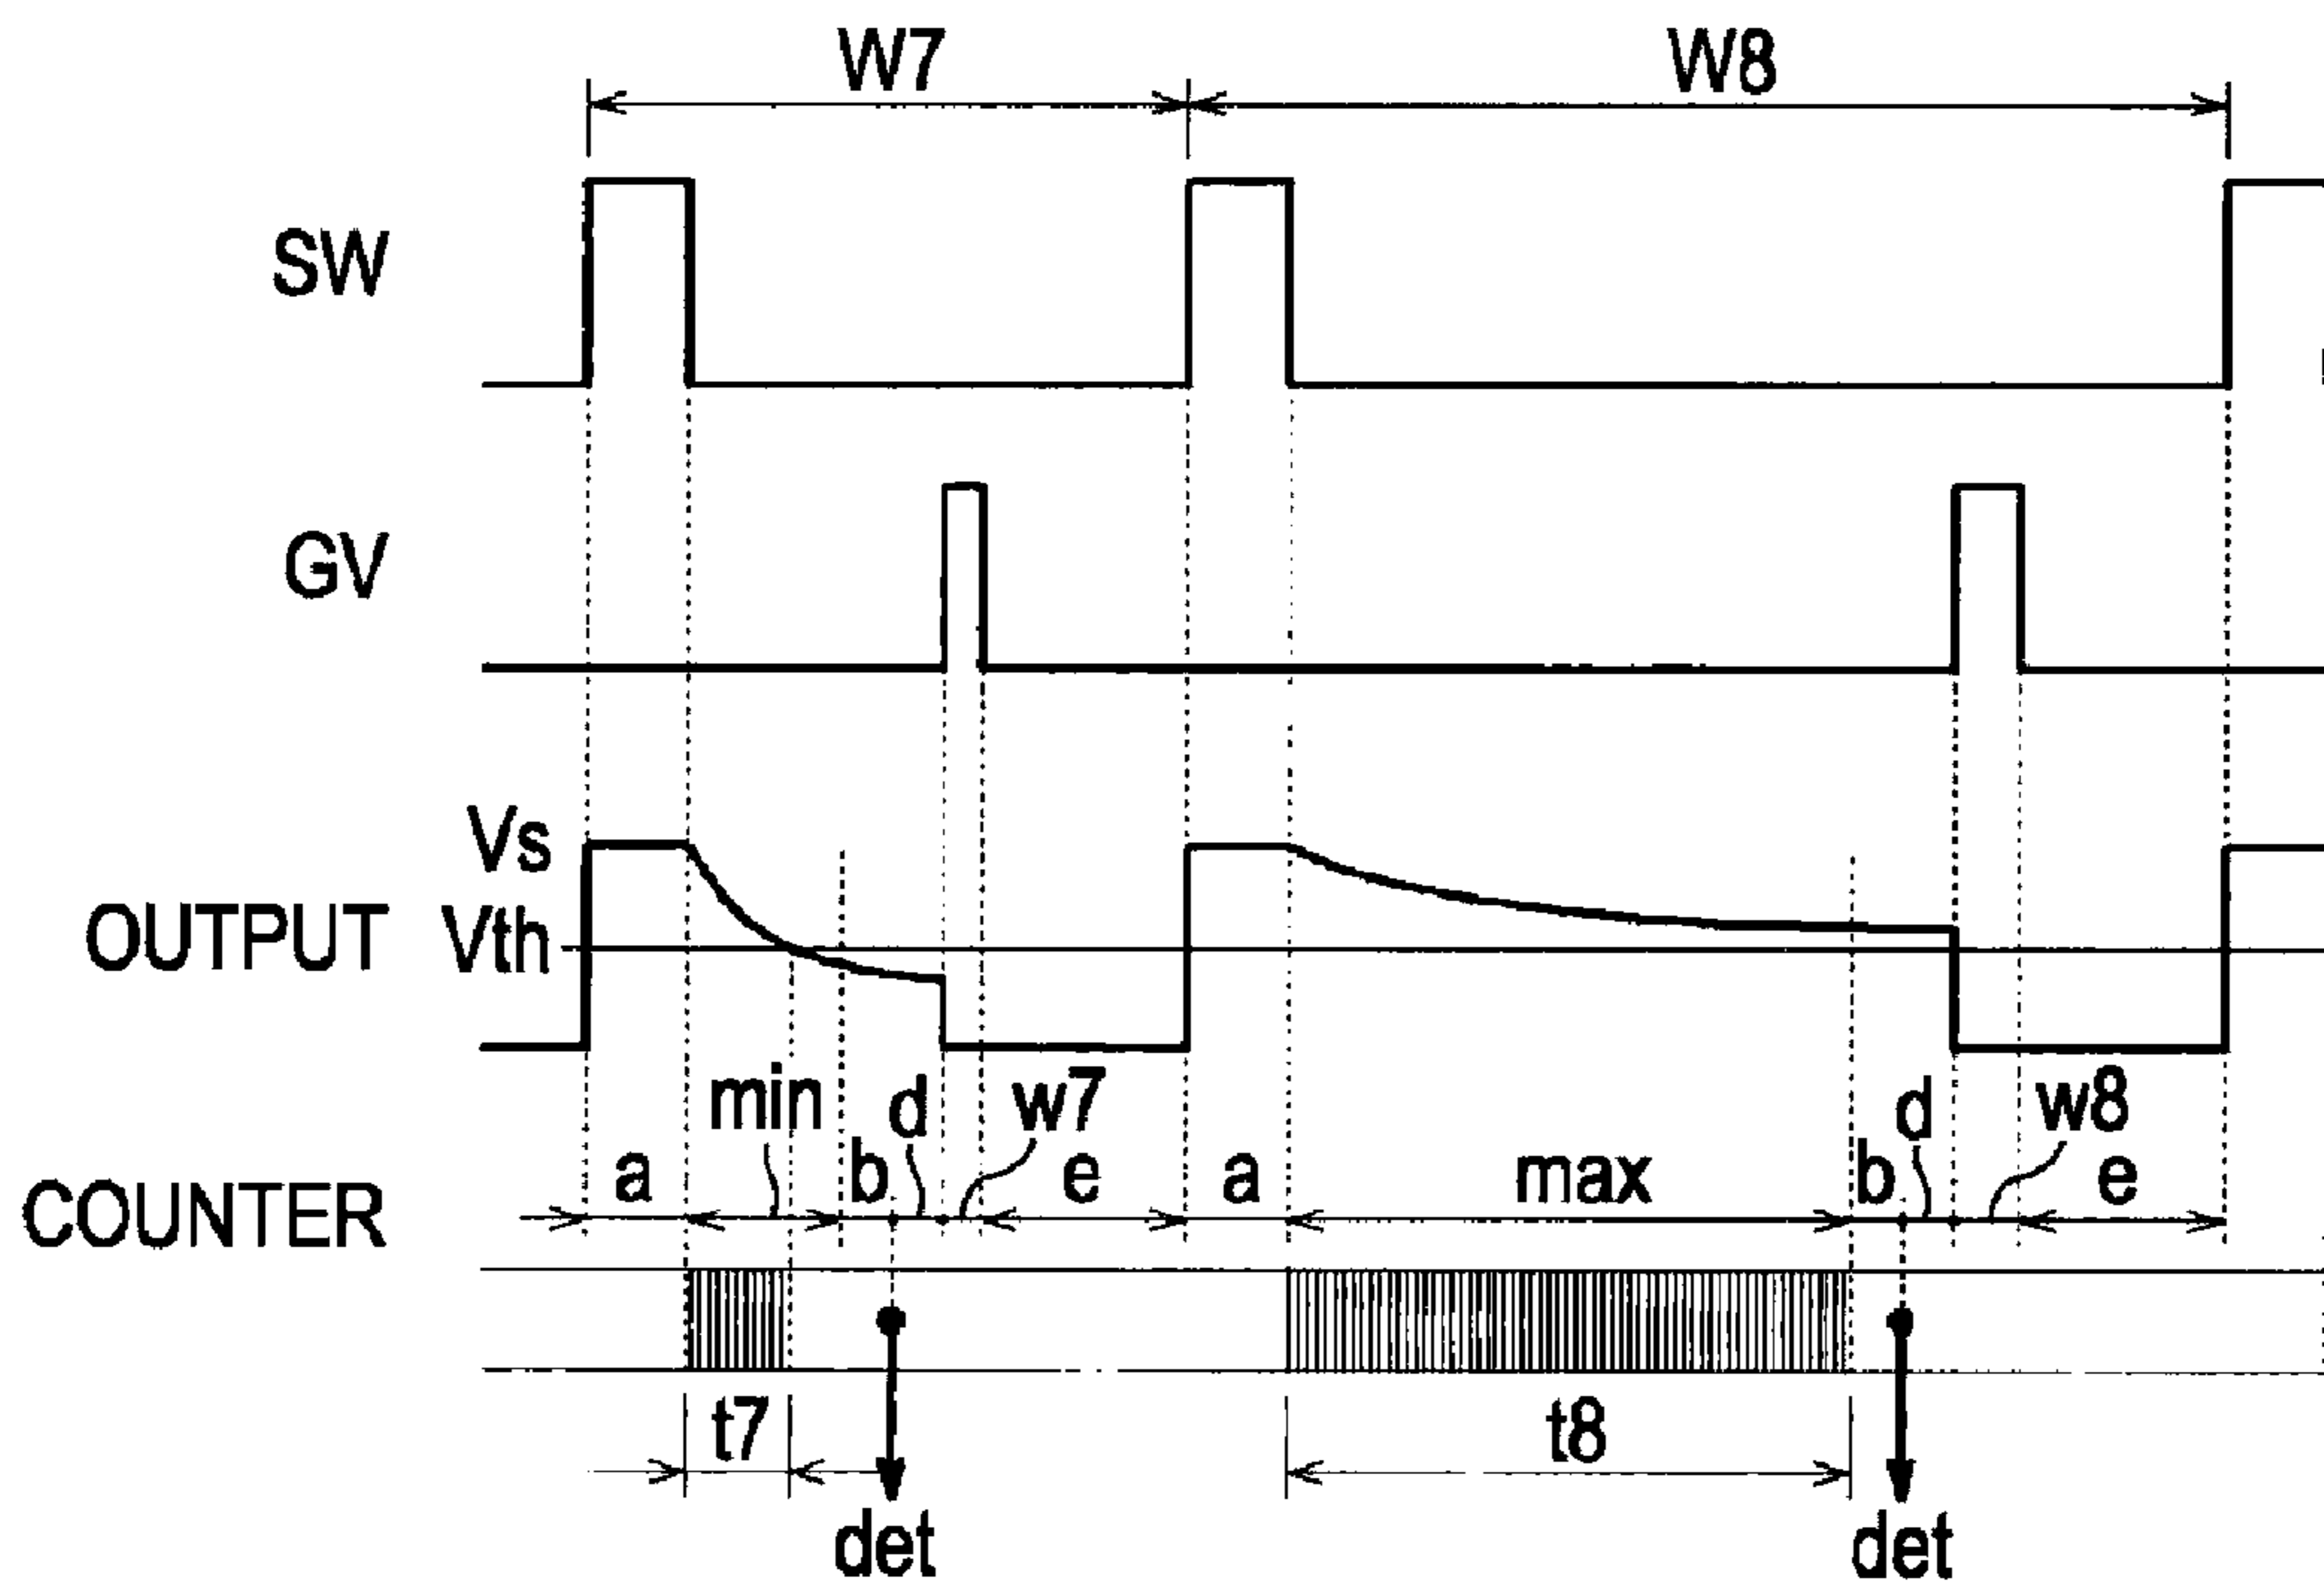 W7 W8
SW
GV
Vs
OUTPUT Vth
min d w7 d w8
a b e a max b e
COUNTER
t7 t8
det det